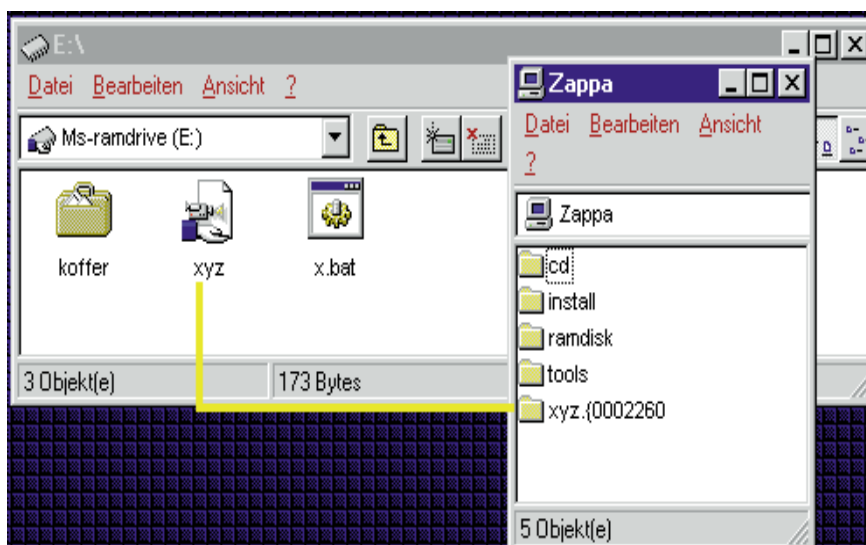 E:\
Datei Bearbeiten Ansicht ?
Ms-ramdrive (E:)
koffer xyz x.bat
3 Objekt(e) 173 Bytes
Zappa
Datei Bearbeiten Ansicht
?
Zappa
cd
install
ramdisk
tools
xyz.{0002260
5 Objekt(e)